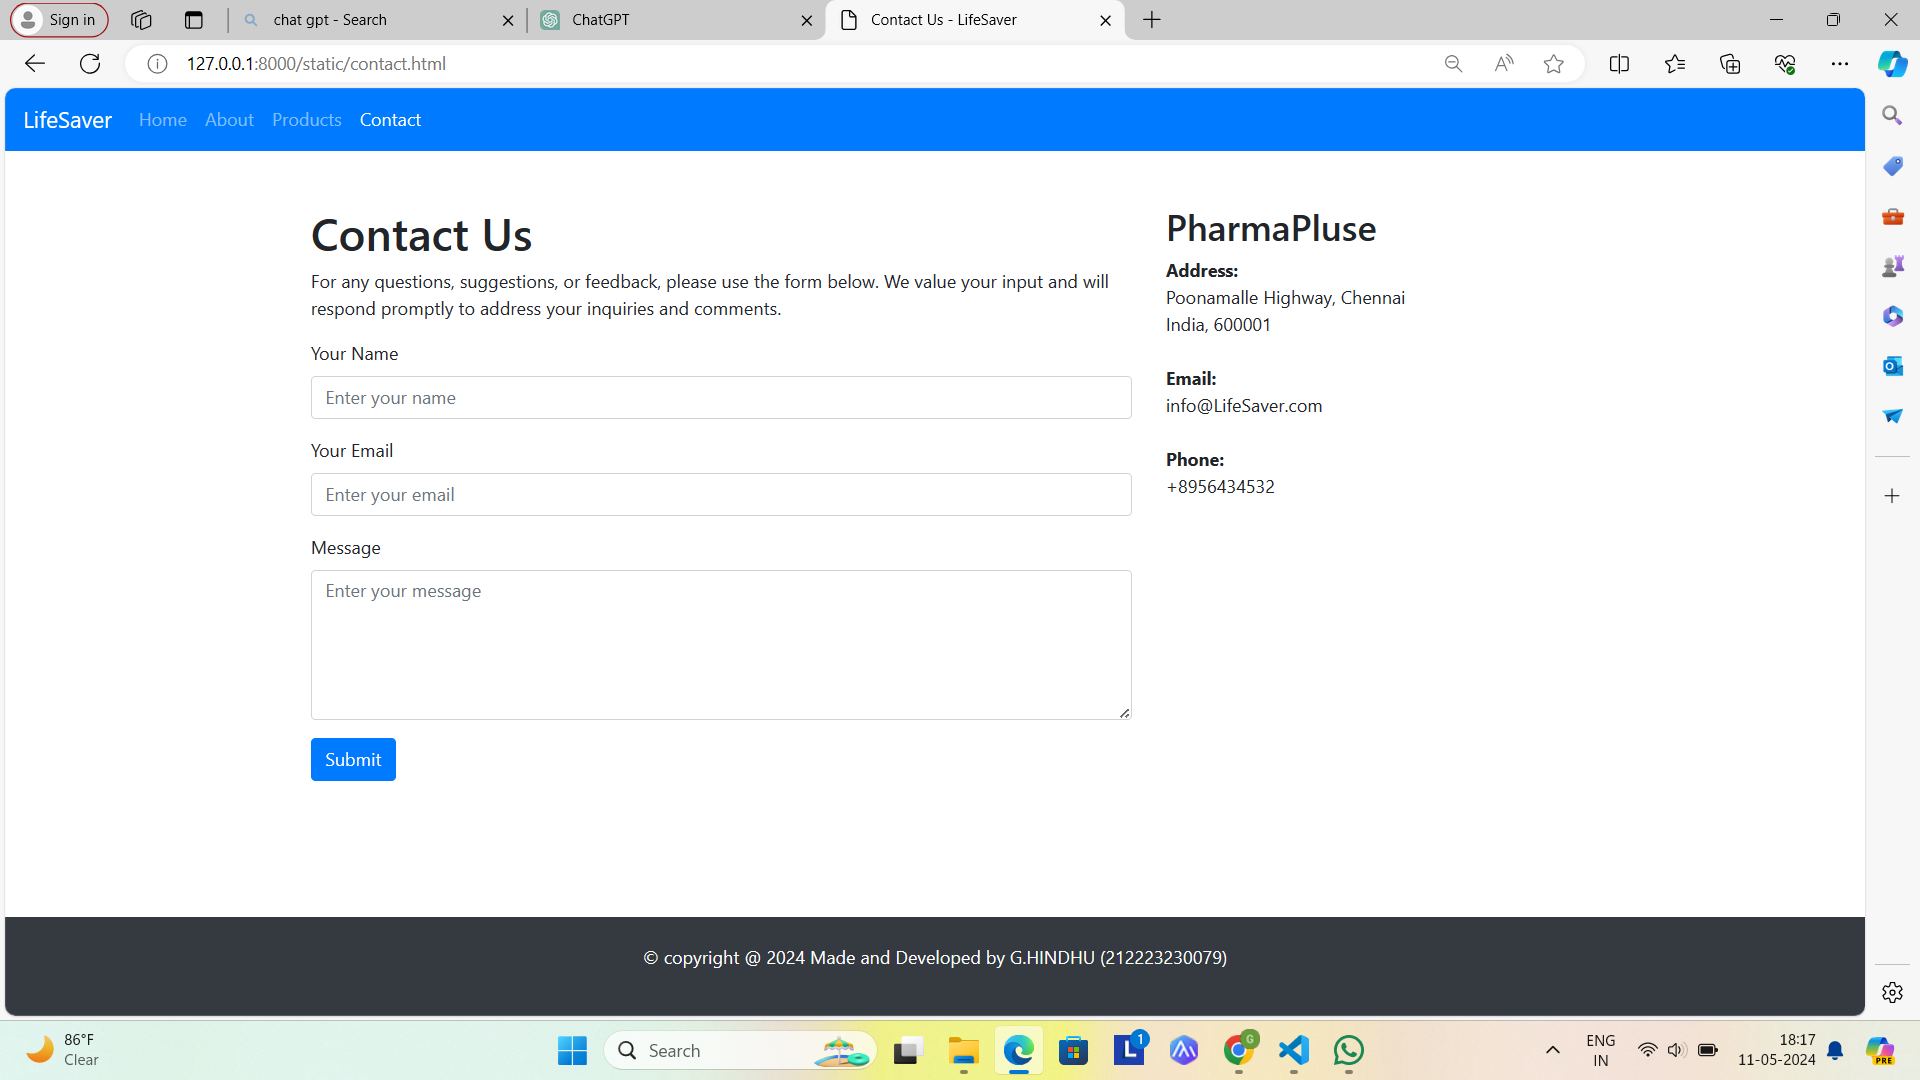 Sign in
chat gpt - Search
ChatGPT
Contact Us - LifeSaver
127.0.0.1:8000/static/contact.html
LifeSaver Home About Products Contact
Contact Us
For any questions, suggestions, or feedback, please use the form below. We value your input and will
respond promptly to address your inquiries and comments.
Your Name
Enter your name
Your Email
Enter your email
Message
Enter your message
Submit
PharmaPluse
Address:
Poonamalle Highway, Chennai
India, 600001
Email:
info@LifeSaver.com
Phone:
+8956434532
© copyright @ 2024 Made and Developed by G.HINDHU (212223230079)
86°F
Clear
Search
L
1
G
ENG
IN
18:17
11-05-2024
PRE